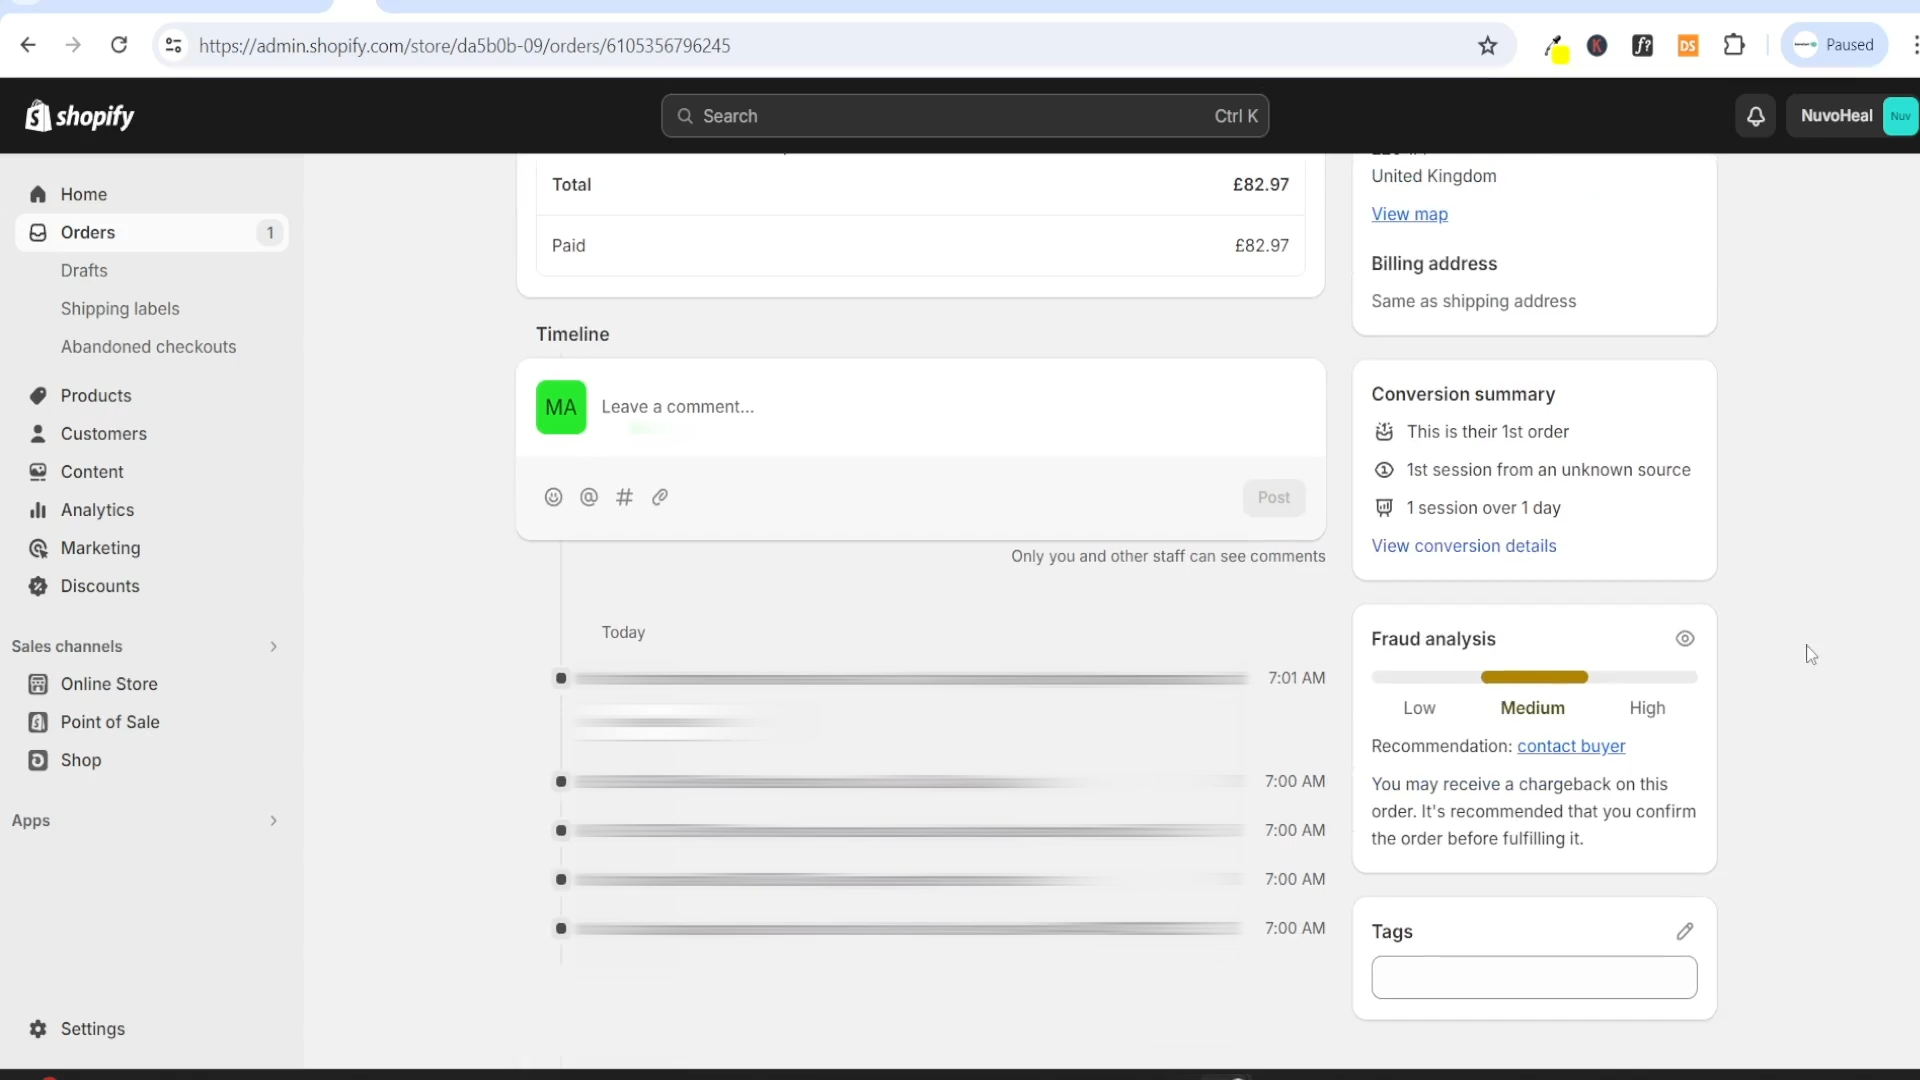 https://admin.shopify.com/store/da5b0b-09/orders/6105356796245
f?
DS
Paused
shopify
Search
Ctrl K
NuvoHeal
Nuv
Home
Orders
1
Drafts
Shipping labels
Abandoned checkouts
Products
Customers
Content
Analytics
Marketing
Discounts
Sales channels
Online Store
Point of Sale
Shop
Apps
Settings
Total £82.97
Paid £82.97
Timeline
MA
Leave a comment...
@ #
Post
Only you and other staff can see comments
Today
7:01 AM
7:00 AM
7:00 AM
7:00 AM
7:00 AM
United Kingdom
View map
Billing address
Same as shipping address
Conversion summary
This is their 1st order
1st session from an unknown source
1 session over 1 day
View conversion details
Fraud analysis
Low Medium High
Recommendation: contact buyer
You may receive a chargeback on this
order. It's recommended that you confirm
the order before fulfilling it.
Tags